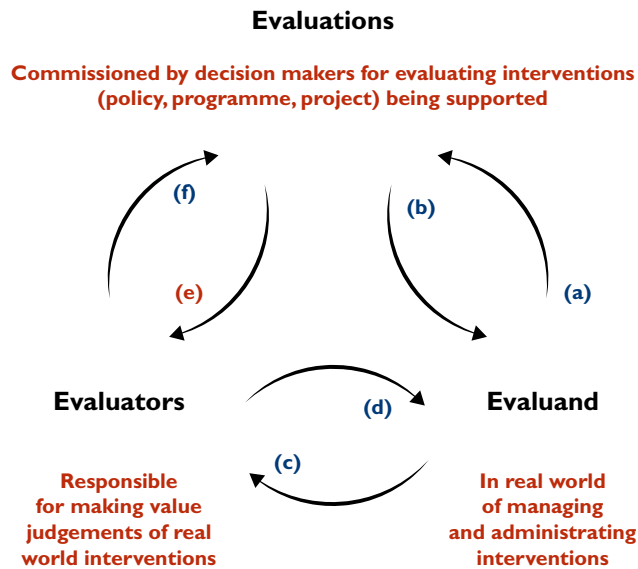 Evaluations
Commissioned by decision makers for evaluating interventions
(policy, programme, project) being supported
(f)
(b)
(e)
(a)
Evaluators
(d)
Evaluand
(c)
Responsible
for making value
judgements of real
world interventions
In real world
of managing
and administrating
interventions